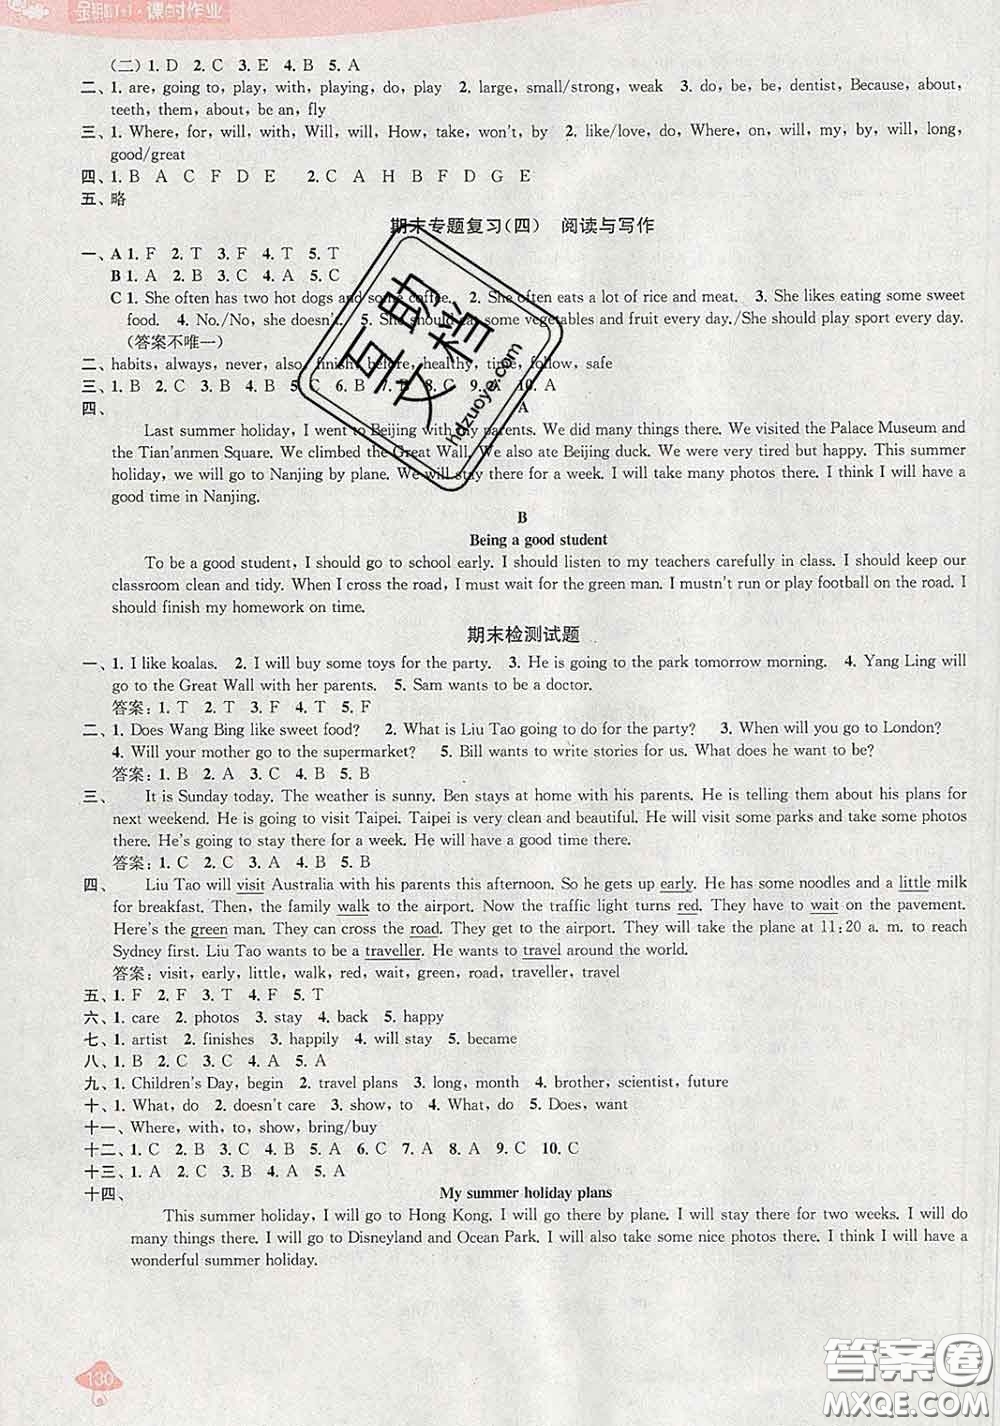 金钥匙1+1·课时作业
(二) 1. D 2. C 3. E 4. B 5. A
二、1. are, going to, play, with, playing, do, play 2. large, small/strong, weak 3. do, be, be, dentist, Because, about,
teeth, them, about, be an, fly
三、1. Where, for, will, with, Will, will, How, take, won't, by 2. like/love, do, Where, on, will, my, by, will, long,
good/great
四、1. B A C F D E 2. C A H B F D G E
五、略
期末专题复习(四) 阅读与写作
一、A 1. F 2. T 3. F 4. T 5. T
B 1. A 2. B 3. C 4. A 5. C
C 1. She often has two hot dogs and some coffee. 2. She often eats a lot of rice and meat. 3. She likes eating some sweet
food. 4. No./No, she doesn't. 5. She should eat some vegetables and fruit every day./She should play sport every day.
(答案不唯一)
二、habits, always, never, also, finish, before, healthy, time, follow, safe
三、1. B 2. C 3. A 4. B 5. C 6. B 7. B 8. C 9. A 10. A
四、 A
Last summer holiday, I went to Beijing with my parents. We did many things there. We visited the Palace Museum and
the Tian'anmen Square. We climbed the Great Wall. We also ate Beijing duck. We were very tired but happy. This summer
holiday, we will go to Nanjing by plane. We will stay there for a week. We will take many photos there. I think I will have a
good time in Nanjing.
B
Being a good student
To be a good student, I should go to school early. I should listen to my teachers carefully in class. I should keep our
classroom clean and tidy. When I cross the road, I must wait for the green man. I mustn't run or play football on the road. I
should finish my homework on time.
期末检测试题
一、1. I like koalas. 2. I will buy some toys for the party. 3. He is going to the park tomorrow morning. 4. Yang Ling will
go to the Great Wall with her parents. 5. Sam wants to be a doctor.
答案:1. T 2. T 3. F 4. T 5. F
二、1. Does Wang Bing like sweet food? 2. What is Liu Tao going to do for the party? 3. When will you go to London?
4. Will your mother go to the supermarket? 5. Bill wants to write stories for us. What does he want to be?
答案:1. B 2. A 3. C 4. A 5. B
三、 It is Sunday today. The weather is sunny. Ben stays at home with his parents. He is telling them about his plans for
next weekend. He is going to visit Taipei. Taipei is very clean and beautiful. He will visit some parks and take some photos
there. He's going to stay there for a week. He will have a good time there.
答案:1. C 2. C 3. A 4. B 5. B
四、 Liu Tao will visit Australia with his parents this afternoon. So he gets up early. He has some noodles and a little milk
for breakfast. Then, the family walk to the airport. Now the traffic light turns red. They have to wait on the pavement.
Here's the green man. They can cross the road. They get to the airport. They will take the plane at 11:20 a. m. to reach
Sydney first. Liu Tao wants to be a traveller. He wants to travel around the world.
答案:visit, early, little, walk, red, wait, green, road, traveller, travel
五、1. F 2. F 3. T 4. F 5. T
六、1. care 2. photos 3. stay 4. back 5. happy
七、1. artist 2. finishes 3. happily 4. will stay 5. became
八、1. B 2. C 3. C 4. A 5. A
九、1. Children's Day, begin 2. travel plans 3. long, month 4. brother, scientist, future
十、1. What, do 2. doesn't care 3. show, to 4. What, do 5. Does, want
十一、Where, with, to, show, bring/buy
十二、1. C 2. B 3. C 4. B 5. A 6. C 7. A 8. A 9. C 10. C
十三、1. A 2. C 3. B 4. C 5. A
十四、 My summer holiday plans
This summer holiday, I will go to Hong Kong. I will go there by plane. I will stay there for two weeks. I will do
many things there. I will go to Disneyland and Ocean Park. I will also take some nice photos there. I think I will have a
wonderful summer holiday.
130
互助文档
hdzuoye.com
答案圈
MXQE.COM